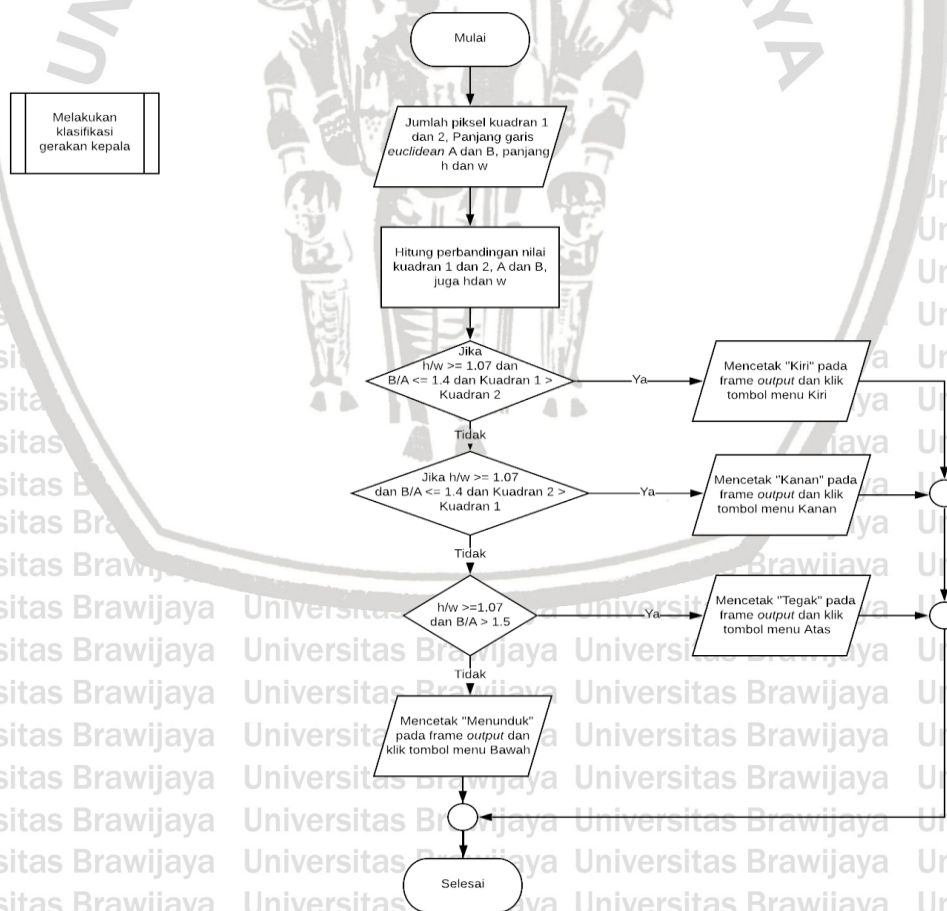 Mulai
Melakukan
klasifikasi
gerakan kepala
Jumlah piksel kuadran 1
dan 2, Panjang garis
euclidean A dan B, panjang
h dan w
Hitung perbandingan nilai
kuadran 1 dan 2, A dan B,
juga hdan w
Jika
h/w >= 1.07 dan
B/A <= 1.4 dan Kuadran 1 >
Kuadran 2
Ya
Mencetak "Kiri" pada
frame output dan klik
tombol menu Kiri
Tidak
Jika h/w >= 1.07
dan B/A <= 1.4 dan Kuadran 2 >
Kuadran 1
Ya
Mencetak "Kanan" pada
frame output dan klik
tombol menu Kanan
Tidak
h/w >=1.07
dan B/A > 1.5
Ya
Mencetak "Tegak" pada
frame output dan klik
tombol menu Atas
Tidak
Mencetak "Menunduk"
pada frame output dan
klik tombol menu Bawah
Selesai
Universitas Brawijaya